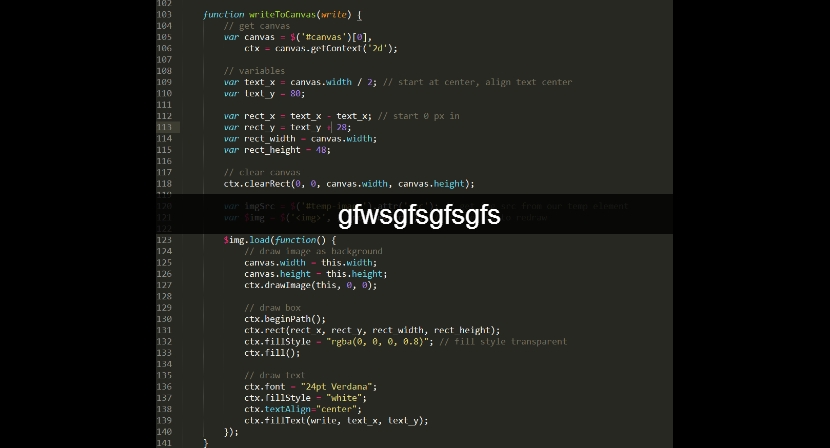 102
103 function writeToCanvas(write) {
104 // get canvas
105 var canvas = $('#canvas')[0],
106 ctx = canvas.getContext('2d');
107
108 // variables
109 var text_x = canvas.width / 2; // start at center, align text center
110 var text_y = 80;
111
112 var rect_x = text_x - text_x; // start 0 px in
113 var rect_y = text_y + 28;
114 var rect_width = canvas.width;
115 var rect_height = 48;
116
117 // clear canvas
118 ctx.clearRect(0, 0, canvas.width, canvas.height);
119
120 var imgSrc = $('#temp-image').attr('src'); from our temp element
121 var $img = $('<img>', redraw
gfwsgfsgfsgfs
122
123 $img.load(function() {
124 // draw image as background
125 canvas.width = this.width;
126 canvas.height = this.height;
127 ctx.drawImage(this, 0, 0);
128
129 // draw box
130 ctx.beginPath();
131 ctx.rect(rect_x, rect_y, rect_width, rect_height);
132 ctx.fillStyle = "rgba(0, 0, 0, 0.8)"; // fill style transparent
133 ctx.fill();
134
135 // draw text
136 ctx.font = "24pt Verdana";
137 ctx.fillStyle = "white";
138 ctx.textAlign="center";
139 ctx.fillText(write, text_x, text_y);
140 });
141 }